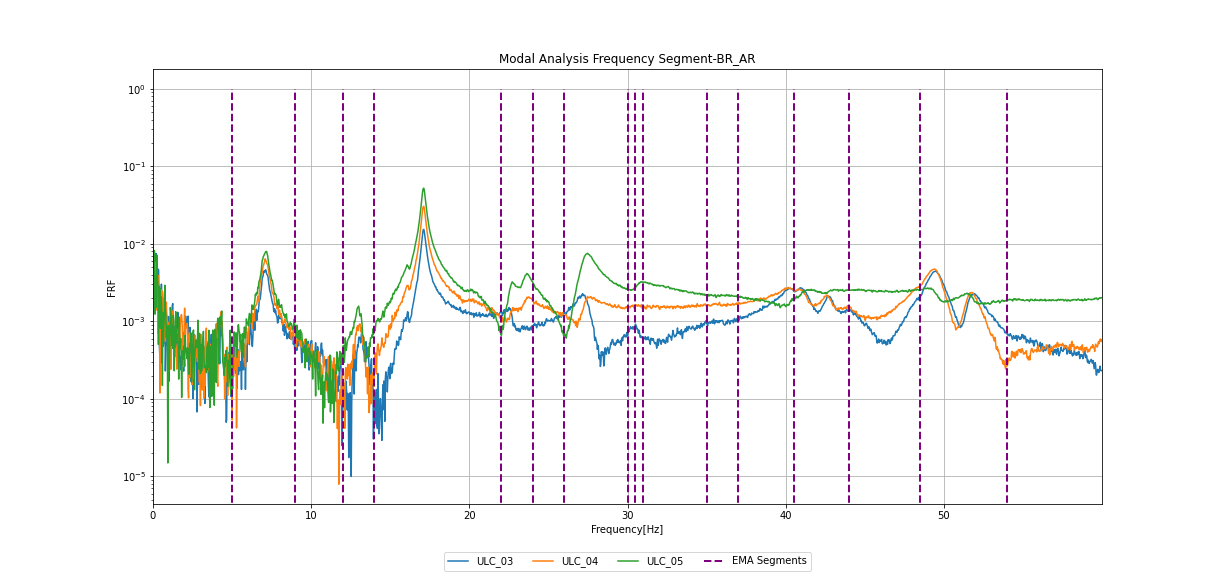 Modal Analysis Frequency Segment-BR_AR
FRF
10⁰
10⁻¹
10⁻²
10⁻³
10⁻⁴
10⁻⁵
0 10 20 30 40 50
Frequency[Hz]
ULC_03 ULC_04 ULC_05 EMA Segments